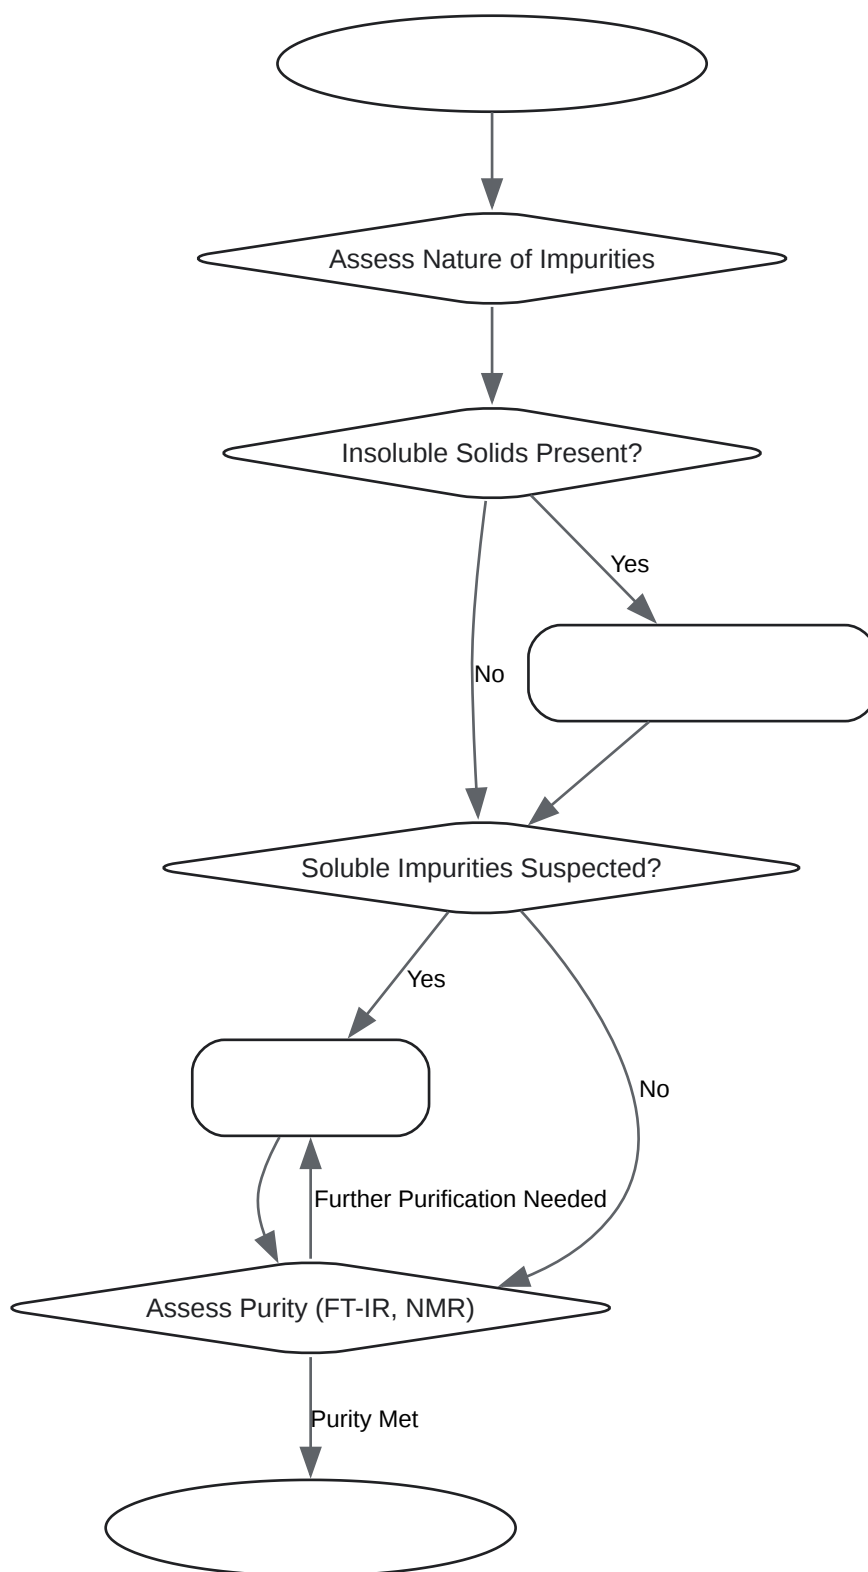 Assess Nature of Impurities
Insoluble Solids Present?
Yes
No
Soluble Impurities Suspected?
Yes
No
Further Purification Needed
Assess Purity (FT-IR, NMR)
Purity Met